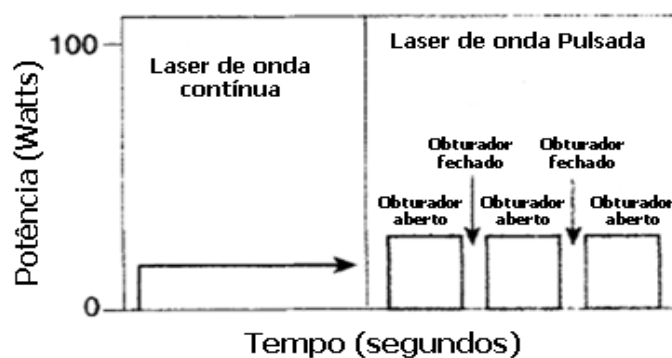 100
Potência (Watts)
0
Laser de onda
contínua
Laser de onda Pulsada
Obturador
fechado
Obturador
fechado
Obturador
aberto
Obturador
aberto
Obturador
aberto
Tempo (segundos)